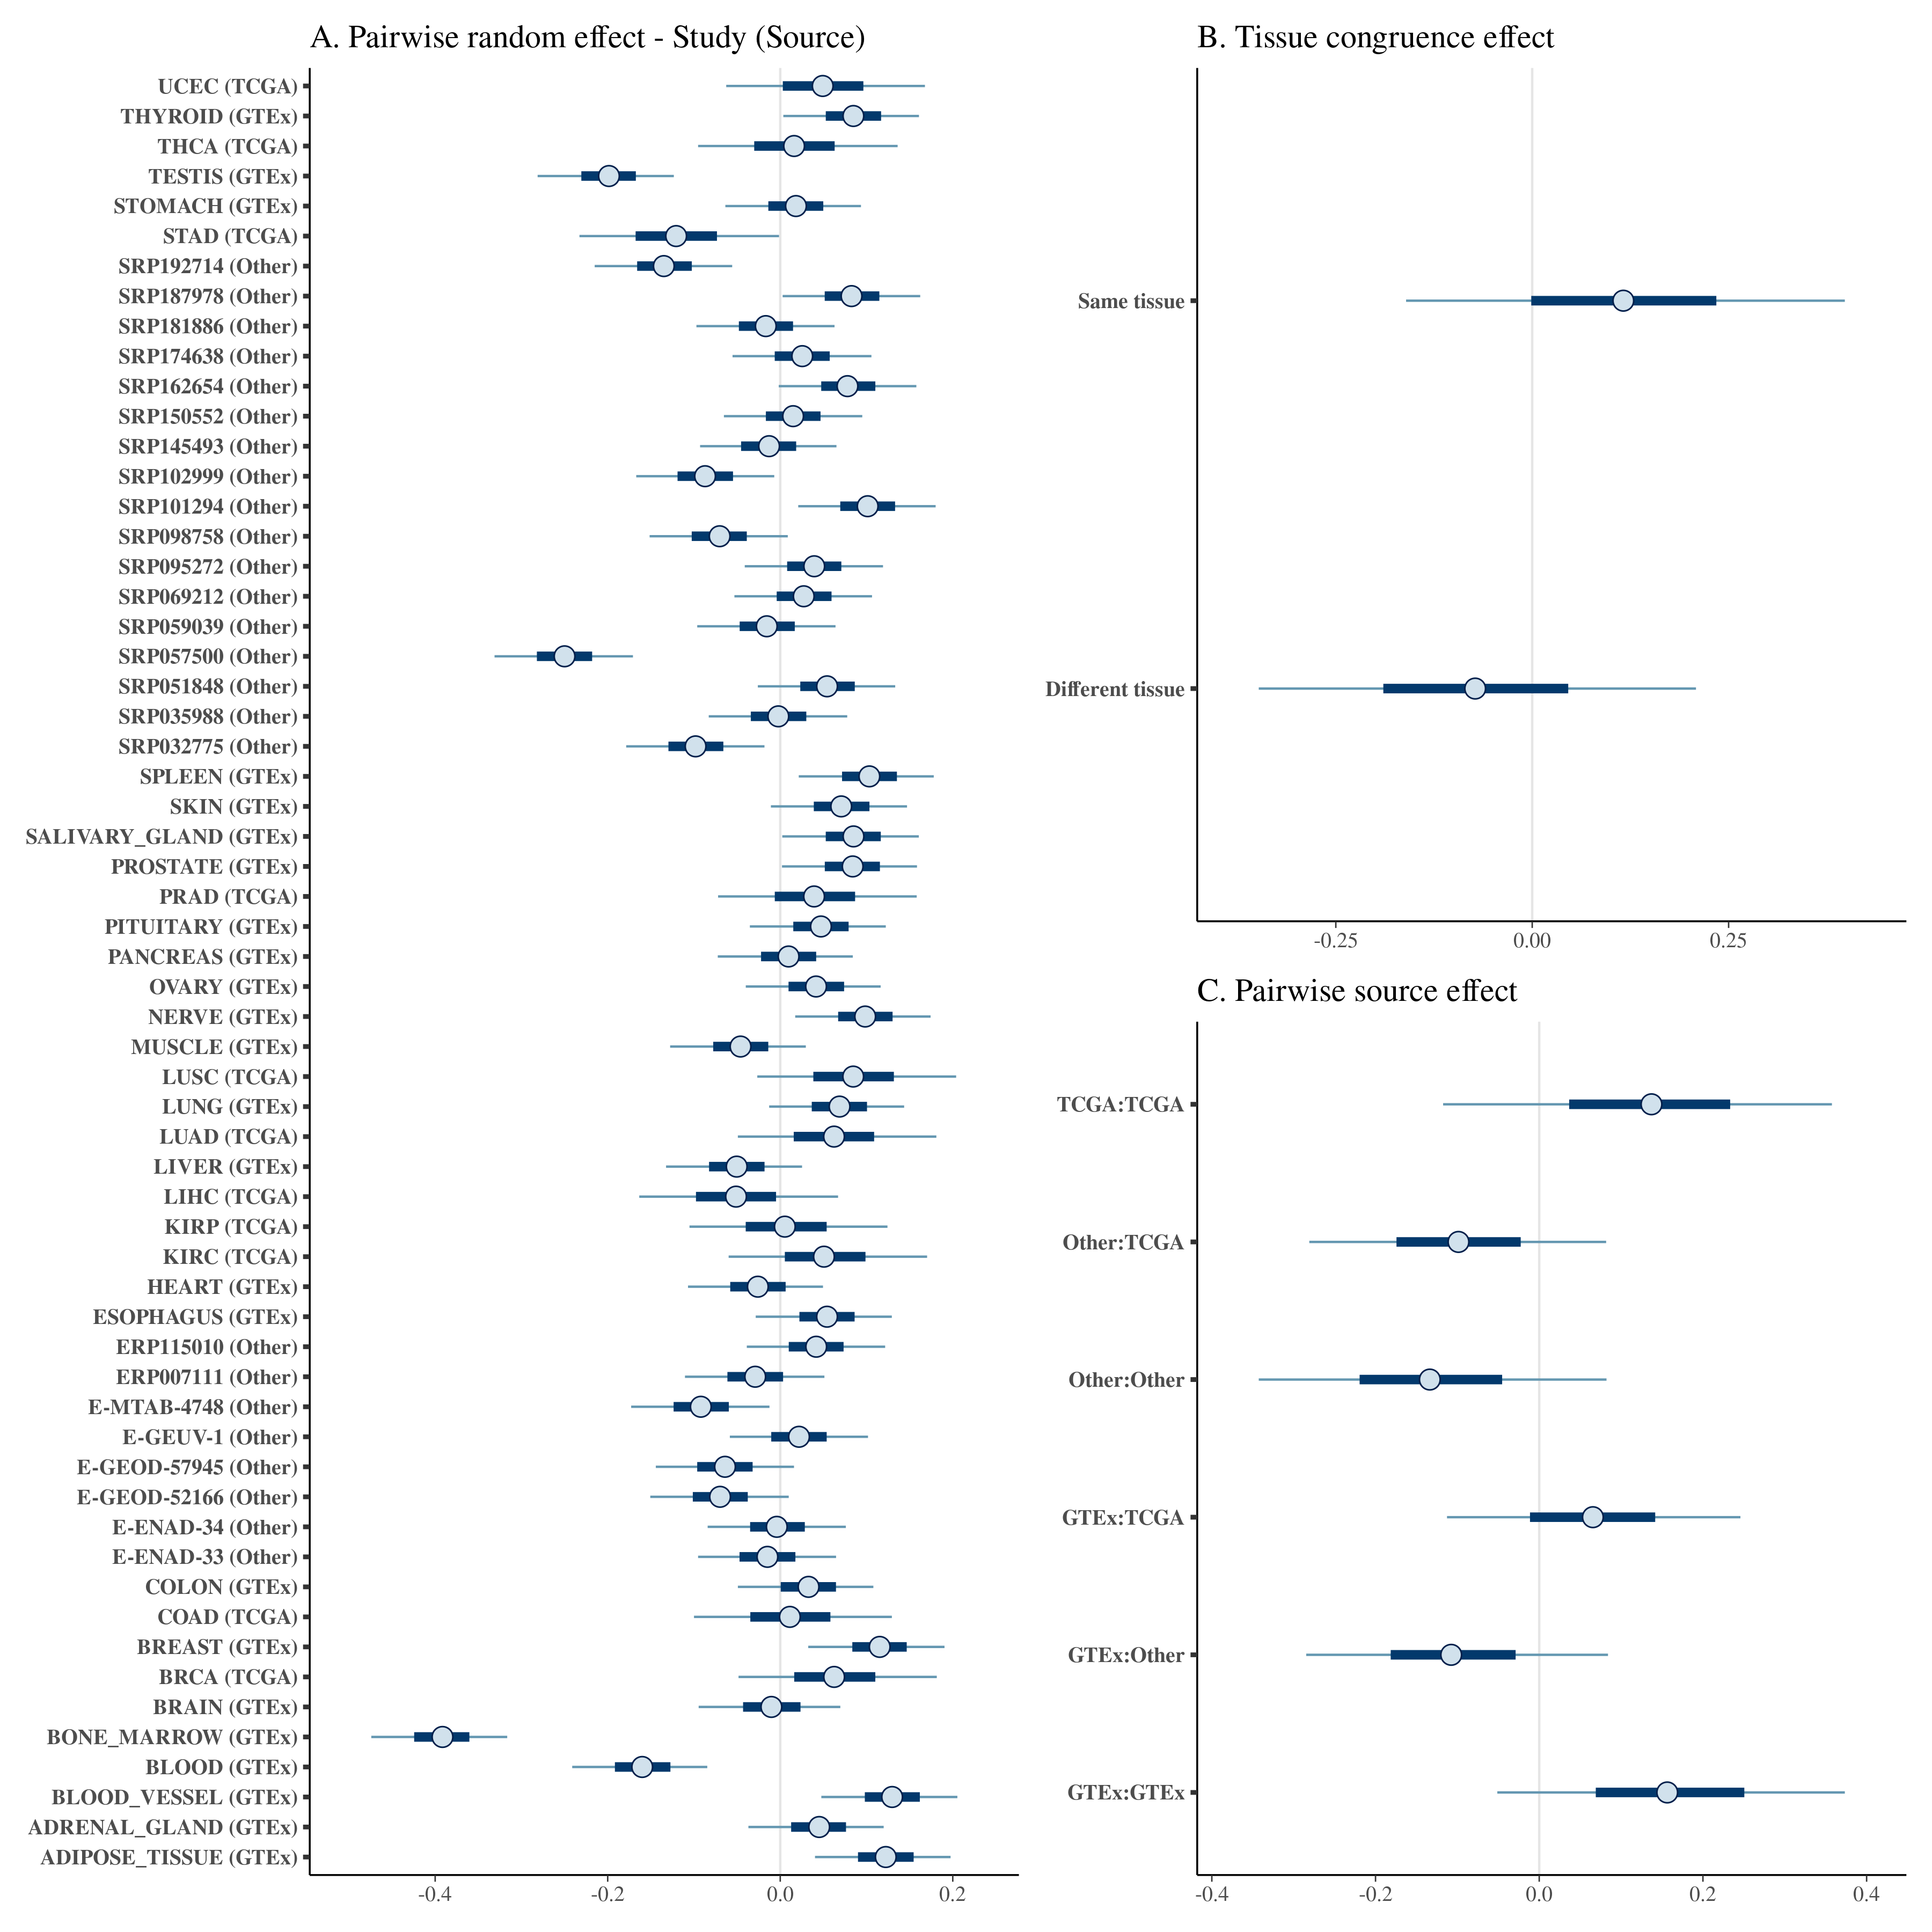 A. Pairwise random effect - Study (Source)
UCEC (TCGA)
THYROID (GTEx)
THCA (TCGA)
TESTIS (GTEx)
STOMACH (GTEx)
STAD (TCGA)
SRP192714 (Other)
SRP187978 (Other)
SRP181886 (Other)
SRP174638 (Other)
SRP162654 (Other)
SRP150552 (Other)
SRP145493 (Other)
SRP102999 (Other)
SRP101294 (Other)
SRP098758 (Other)
SRP095272 (Other)
SRP069212 (Other)
SRP059039 (Other)
SRP057500 (Other)
SRP051848 (Other)
SRP035988 (Other)
SRP032775 (Other)
SPLEEN (GTEx)
SKIN (GTEx)
SALIVARY_GLAND (GTEx)
PROSTATE (GTEx)
PRAD (TCGA)
PITUITARY (GTEx)
PANCREAS (GTEx)
OVARY (GTEx)
NERVE (GTEx)
MUSCLE (GTEx)
LUSC (TCGA)
LUNG (GTEx)
LUAD (TCGA)
LIVER (GTEx)
LIHC (TCGA)
KIRP (TCGA)
KIRC (TCGA)
HEART (GTEx)
ESOPHAGUS (GTEx)
ERP115010 (Other)
ERP007111 (Other)
E-MTAB-4748 (Other)
E-GEUV-1 (Other)
E-GEOD-57945 (Other)
E-GEOD-52166 (Other)
E-ENAD-34 (Other)
E-ENAD-33 (Other)
COLON (GTEx)
COAD (TCGA)
BREAST (GTEx)
BRCA (TCGA)
BRAIN (GTEx)
BONE_MARROW (GTEx)
BLOOD (GTEx)
BLOOD_VESSEL (GTEx)
ADRENAL_GLAND (GTEx)
ADIPOSE_TISSUE (GTEx)
-0.4 -0.2 0.0 0.2
B. Tissue congruence effect
Same tissue
Different tissue
-0.25 0.00 0.25
C. Pairwise source effect
TCGA:TCGA
Other:TCGA
Other:Other
GTEx:TCGA
GTEx:Other
GTEx:GTEx
-0.4 -0.2 0.0 0.2 0.4